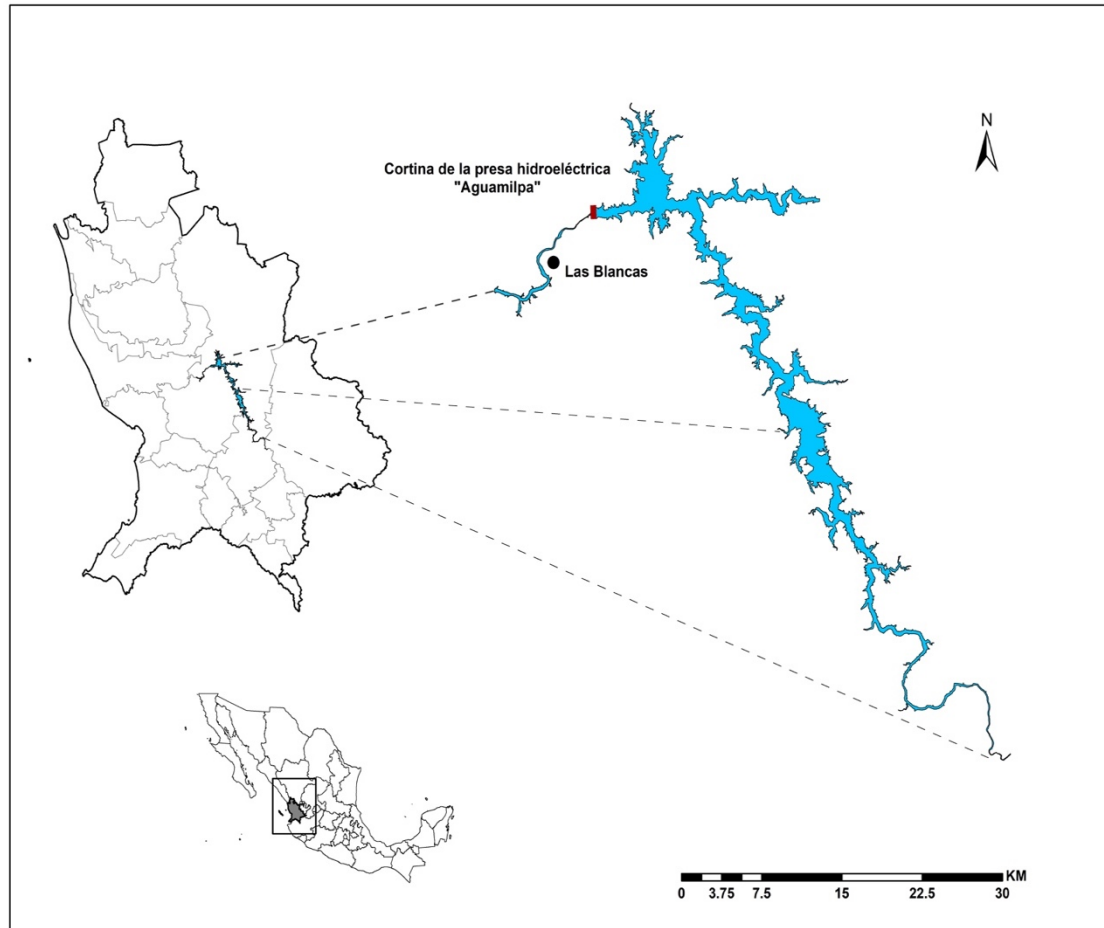 N
Cortina de la presa hidroeléctrica
"Aguamilpa"
Las Blancas
KM
0 3.75 7.5 15 22.5 30